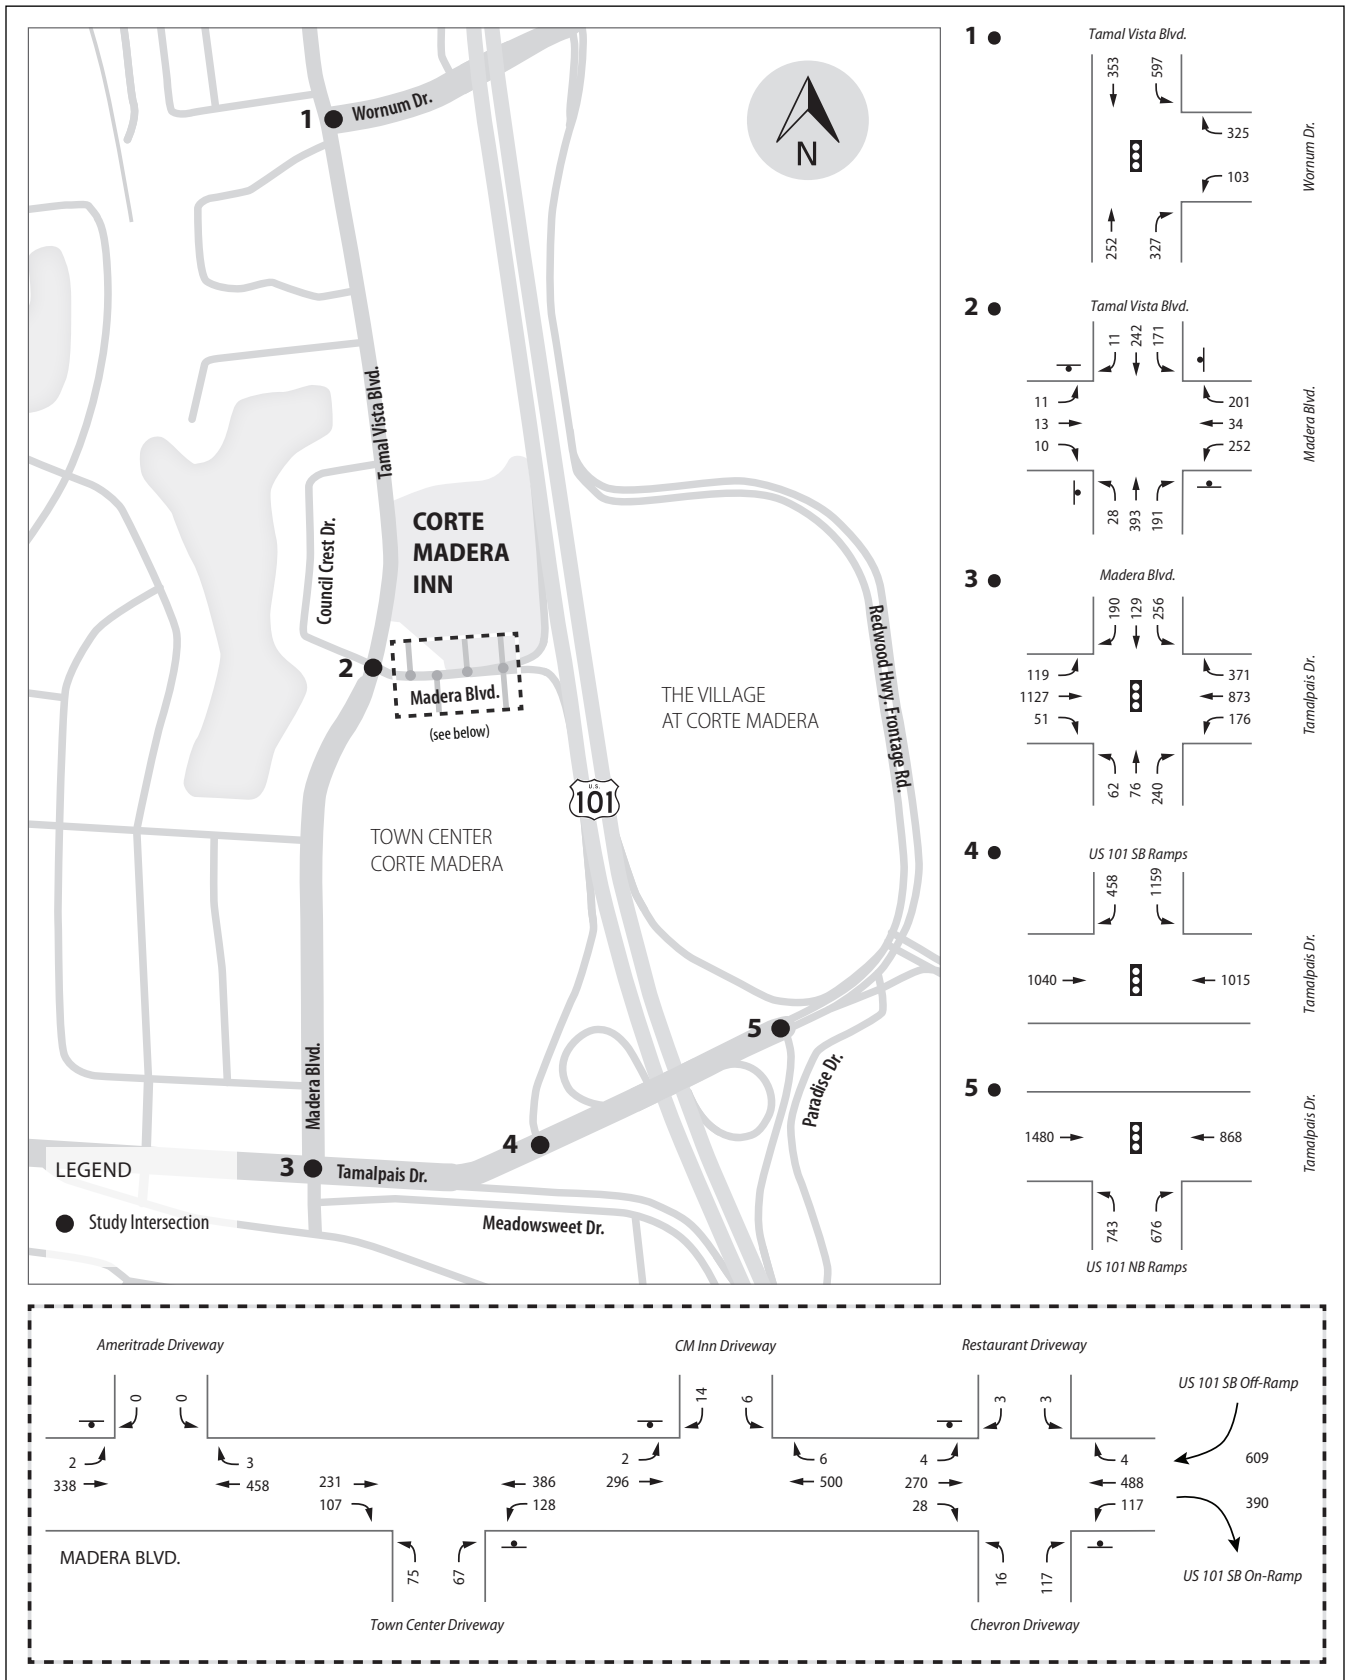 1
Wornum Dr.
N
Tamal Vista Blvd.
CORTE
MADERA
INN
Council Crest Dr.
2
Madera Blvd.
(see below)
THE VILLAGE
AT CORTE MADERA
Redwood Hwy. Frontage Rd.
U.S.
101
TOWN CENTER
CORTE MADERA
5
Paradise Dr.
Madera Blvd.
4
3
Tamalpais Dr.
Meadowsweet Dr.
LEGEND
Study Intersection
1
Tamal Vista Blvd.
353 597
325
103
252 327
Wornum Dr.
2
Tamal Vista Blvd.
11 242 171
11 201
13 34
10 252
28 393 191
Madera Blvd.
3
Madera Blvd.
190 129 256
119 371
1127 873
51 176
62 76 240
Tamalpais Dr.
4
US 101 SB Ramps
458 1159
1040 1015
Tamalpais Dr.
5
1480 868
743 676
US 101 NB Ramps
Tamalpais Dr.
Ameritrade Driveway
0 0
2 3
338 458
231 386
107 128
75 67
Town Center Driveway
CM Inn Driveway
14 6
2 6
296 500
Restaurant Driveway
3 3
4 4
270 488
28 117
16 117
Chevron Driveway
US 101 SB Off-Ramp
609
390
US 101 SB On-Ramp
MADERA BLVD.